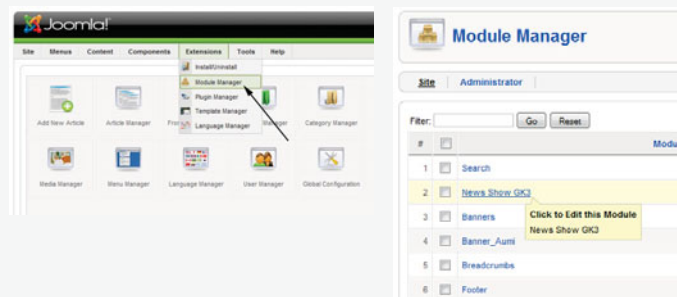 Joomla!
Site Menus Content Components Extensions Tools Help
Install/Uninstall
Module Manager
Plugin Manager
Template Manager
Language Manager
Add New Article Article Manager Manager Category Manager
Media Manager Menu Manager Language Manager User Manager Global Configuration
Module Manager
Site Administrator
Filter: Go Reset
#
1 Search
2 News Show GK3
3 Banners
Click to Edit this Module
News Show GK3
4 Banner_Aumi
5 Breadcrumbs
6 Footer